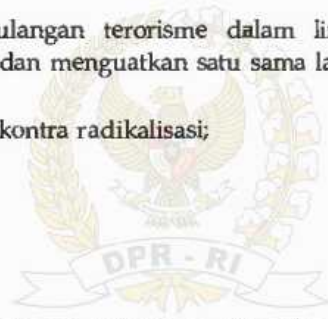 ulangan terorisme dalam li
dan menguatkan satu sama la
kontra radikalisasi;
DPR - RI